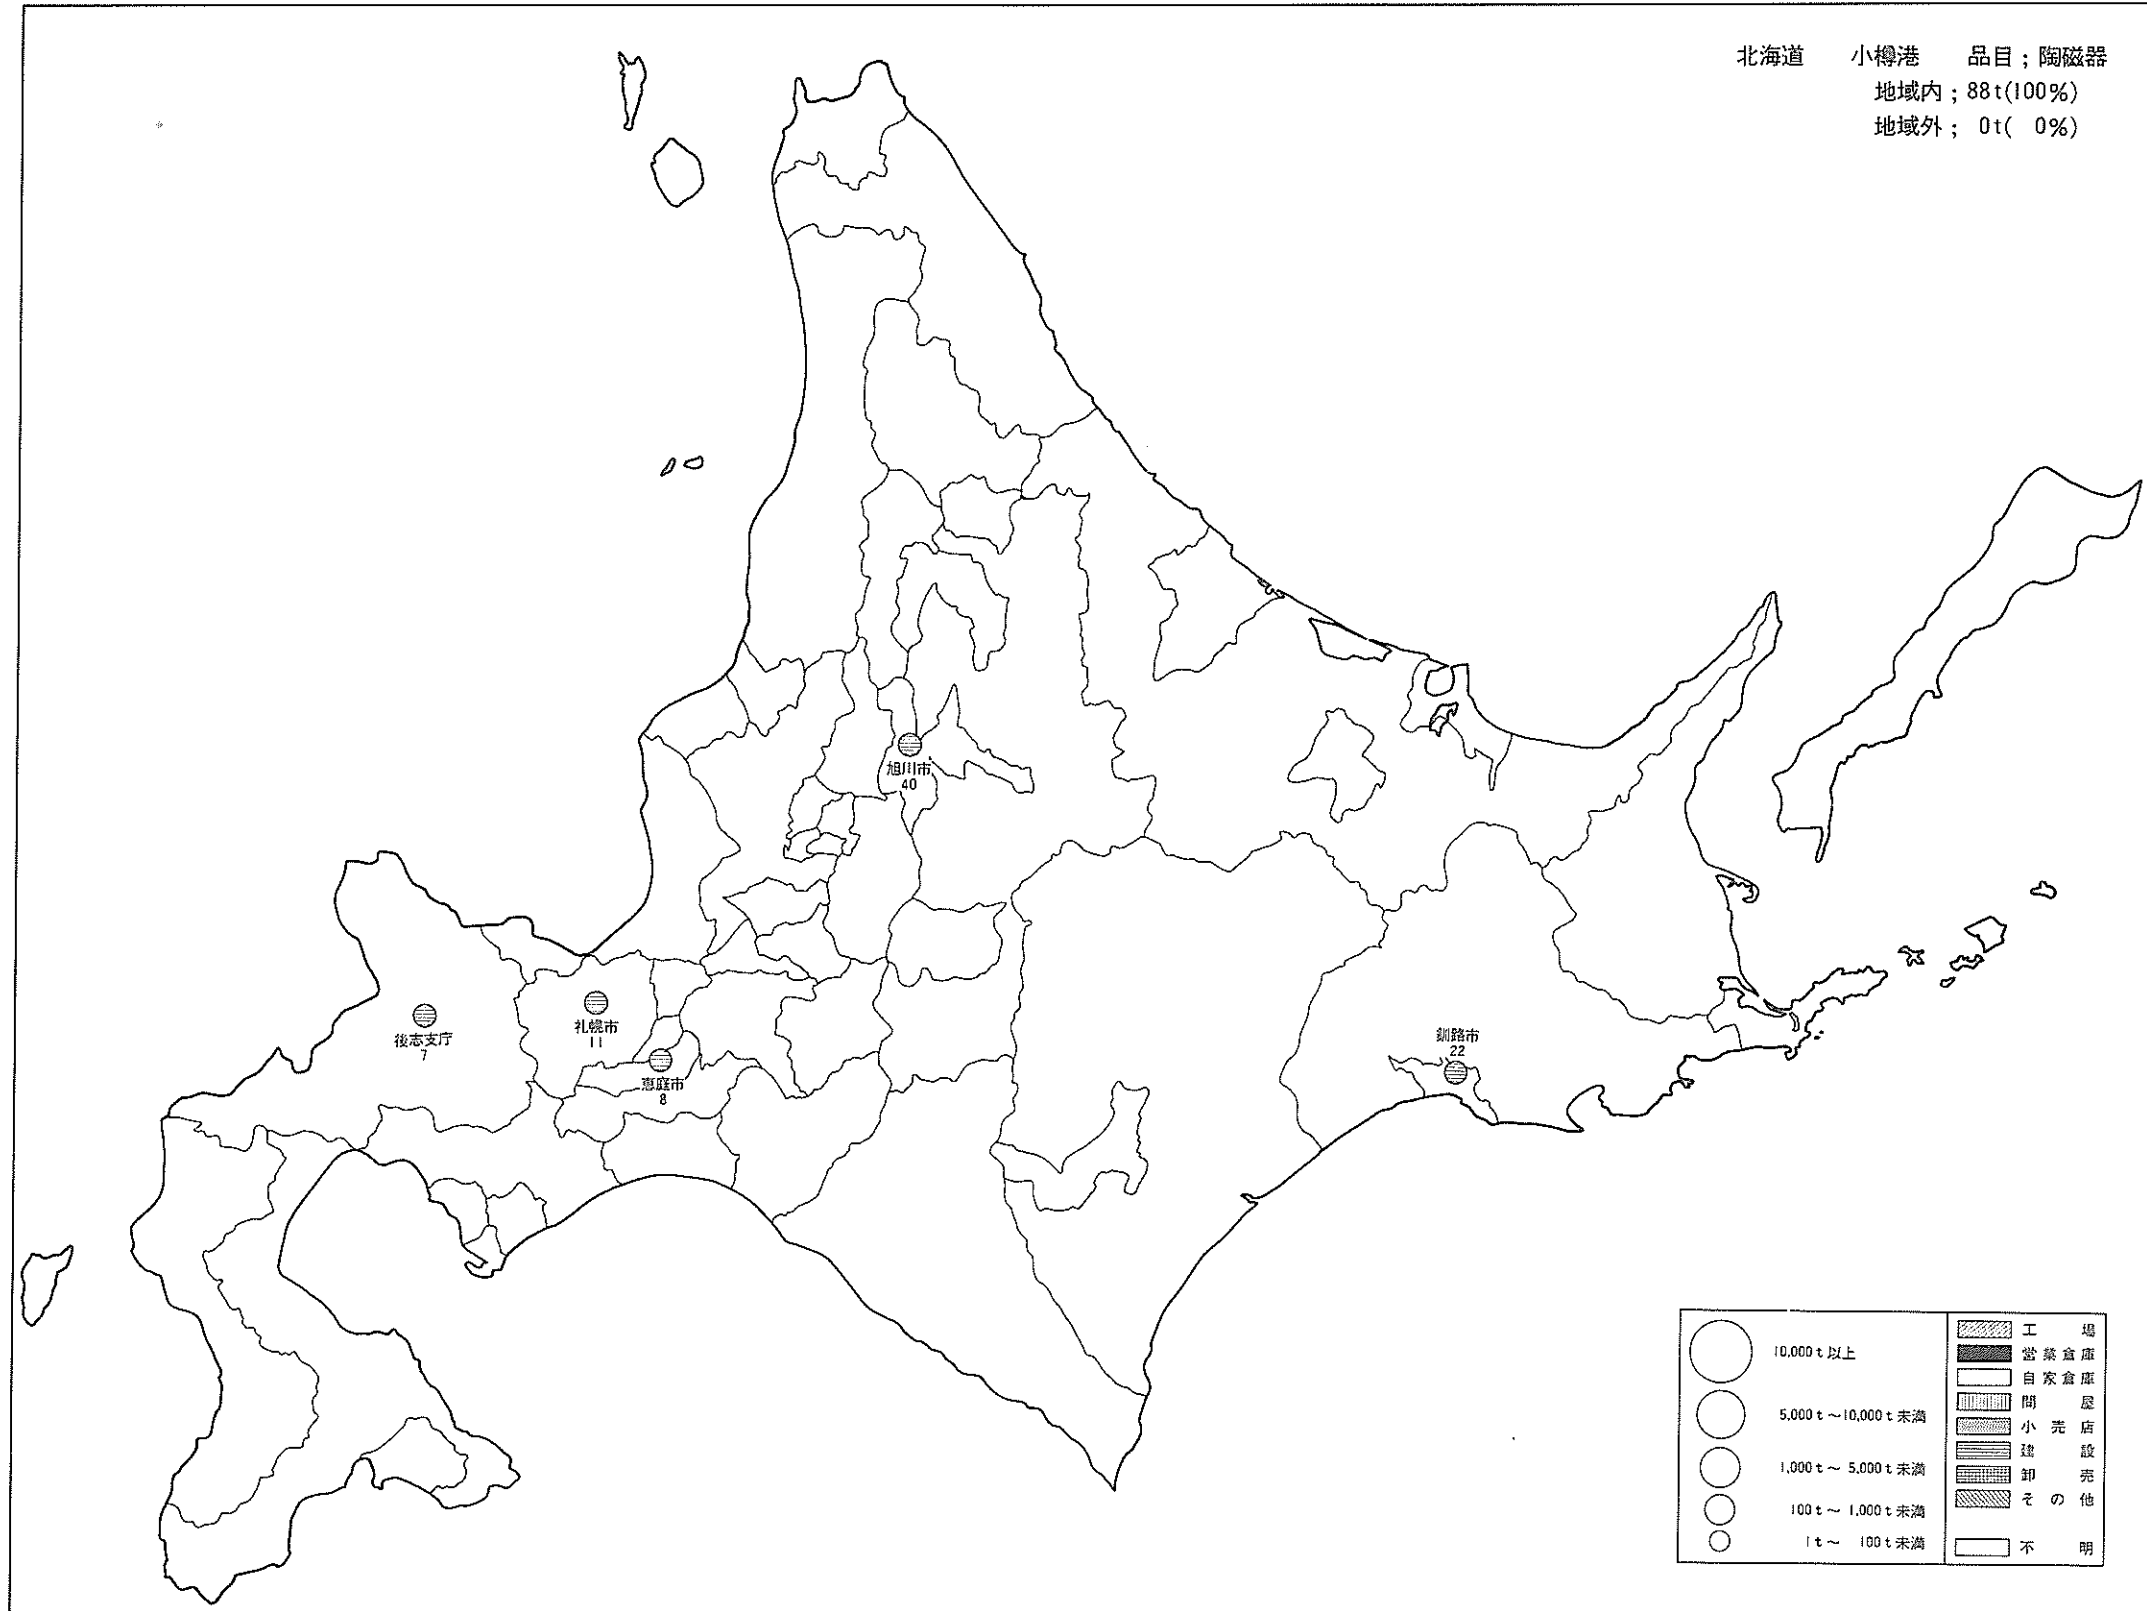 北海道 小樽港 品目；陶磁器
地域内；88t(100%)
地域外； 0t( 0%)
旭川市
40
後志支庁
7
札幌市
11
恵庭市
8
釧路市
22
10,000t以上
5,000t～10,000t未満
1,000t～ 5,000t未満
100t～ 1,000t未満
1t～ 100t未満
工場
営業倉庫
自家倉庫
問屋
小売店
建設
卸売
その他
不明